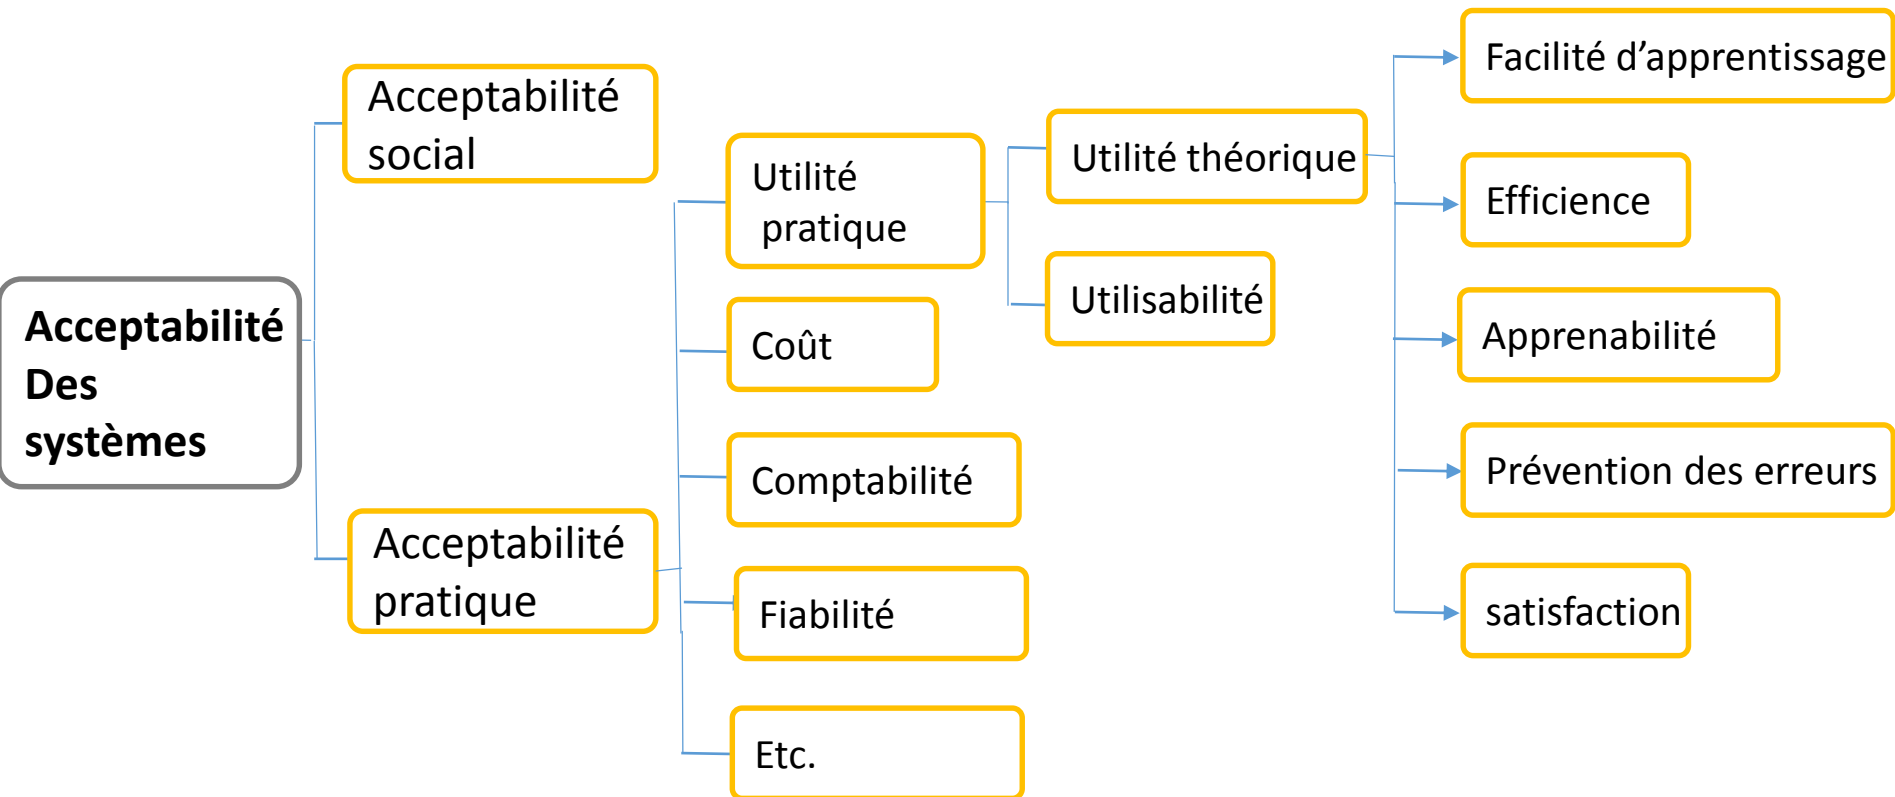 Acceptabilité
Des
systèmes
Acceptabilité
social
Acceptabilité
pratique
Utilité
pratique
Coût
Comptabilité
Fiabilité
Etc.
Utilité théorique
Utilisabilité
Facilité d’apprentissage
Efficience
Apprenabilité
Prévention des erreurs
satisfaction